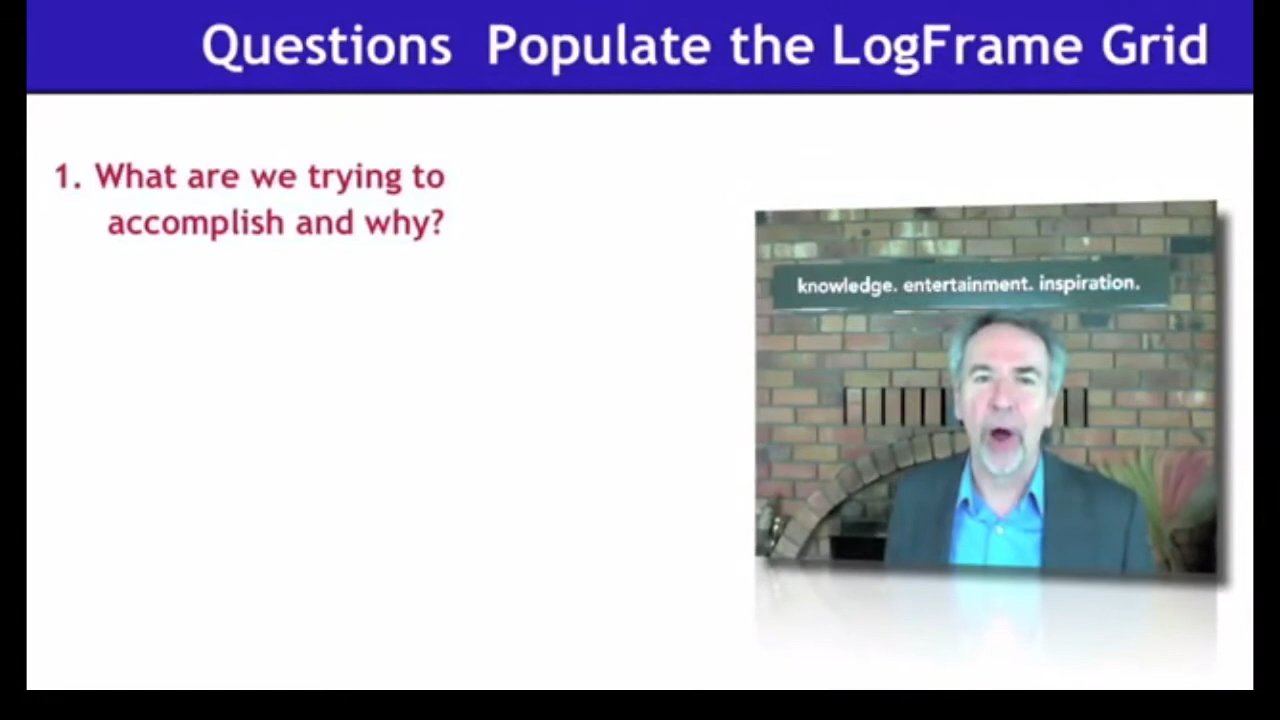 Questions Populate the LogFrame Grid
1. What are we trying to
accomplish and why?
knowledge. entertainment. inspiration.